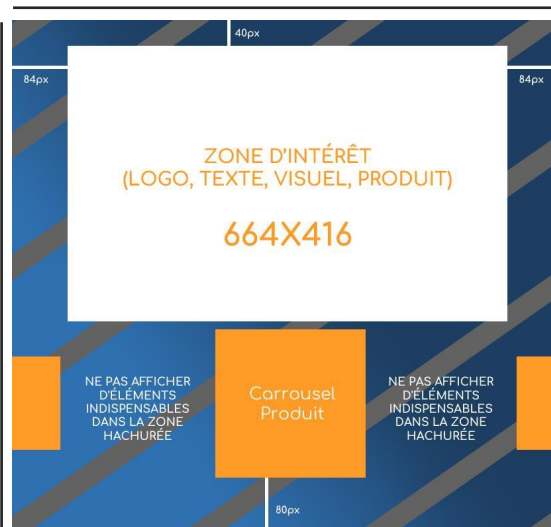 40px
84px
84px
ZONE D'INTÉRÊT
(LOGO, TEXTE, VISUEL, PRODUIT)
664X416
NE PAS AFFICHER
D'ÉLÉMENTS
INDISPENSABLES
DANS LA ZONE
HACHURÉE
Carrousel
Produit
NE PAS AFFICHER
D'ÉLÉMENTS
INDISPENSABLES
DANS LA ZONE
HACHURÉE
80px